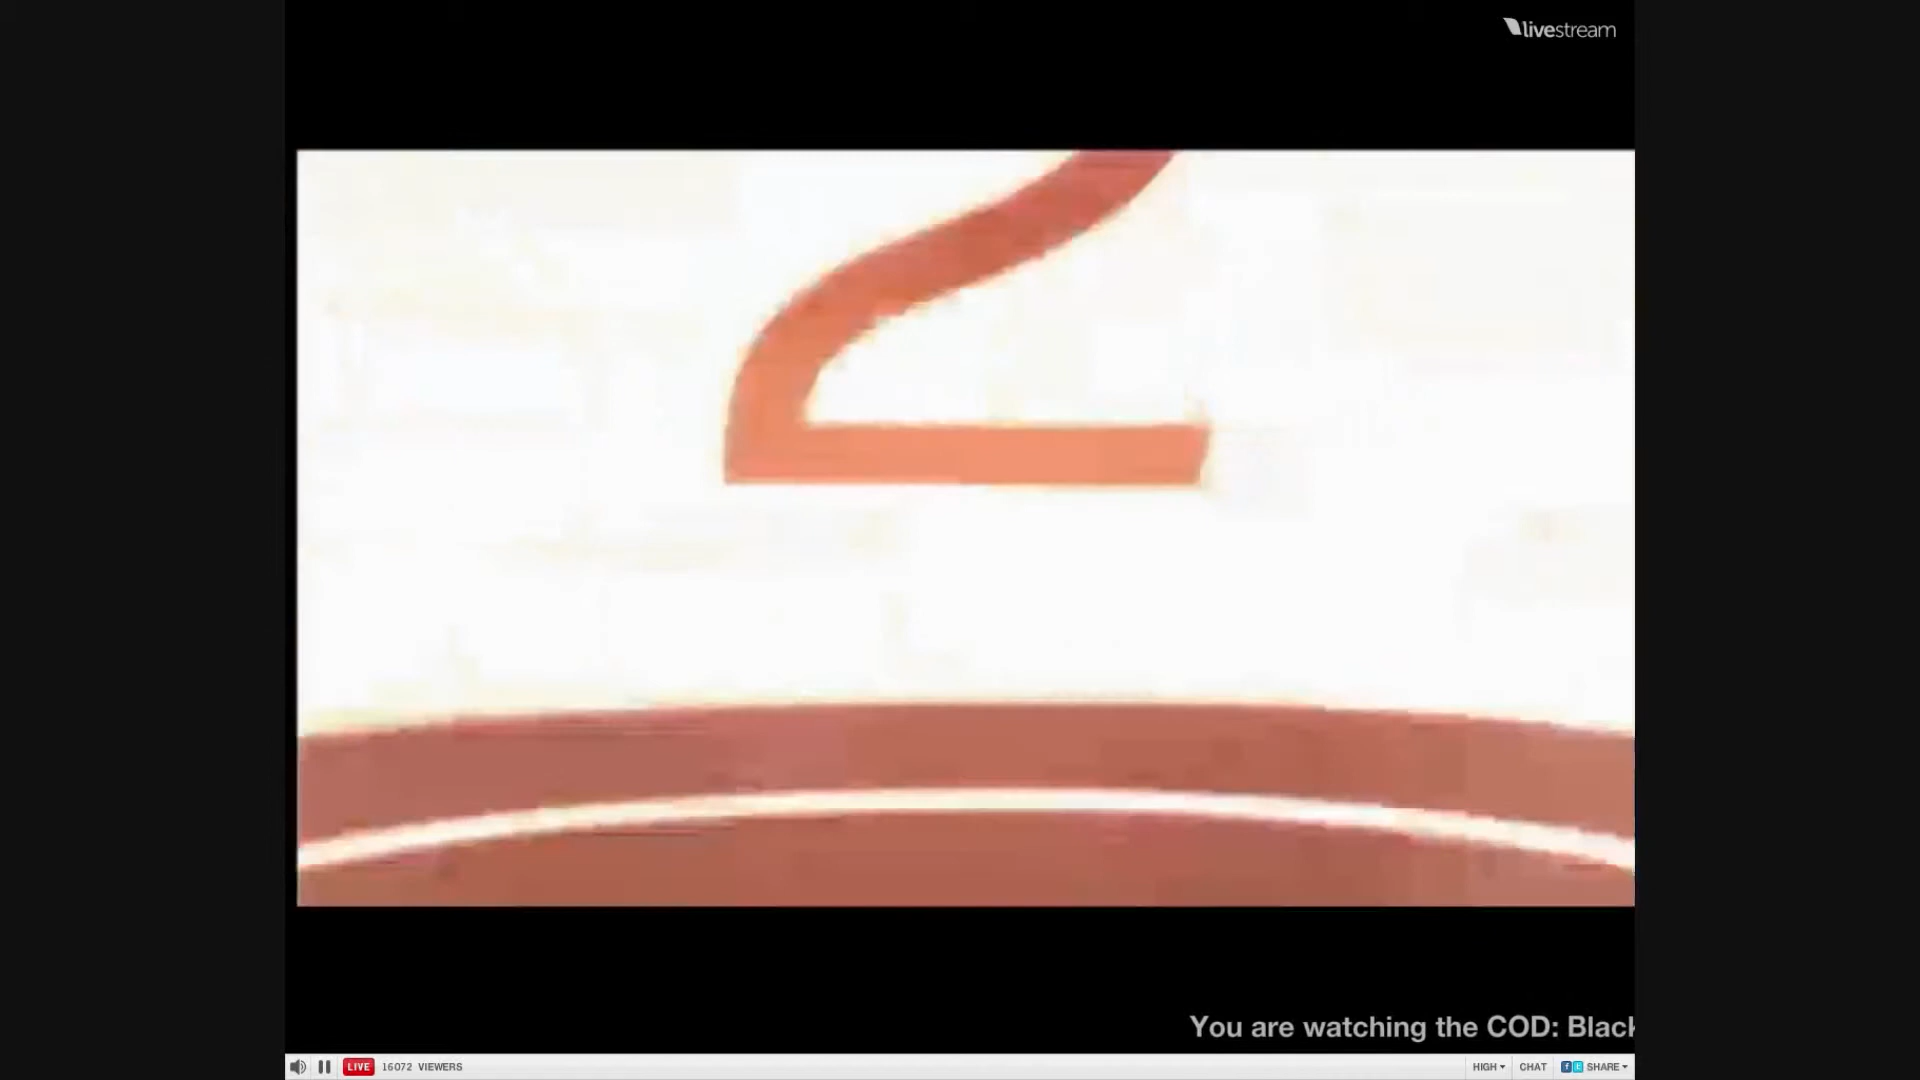 livestream
2
You are watching the COD: Black
LIVE 16072 VIEWERS HIGH CHAT SHARE